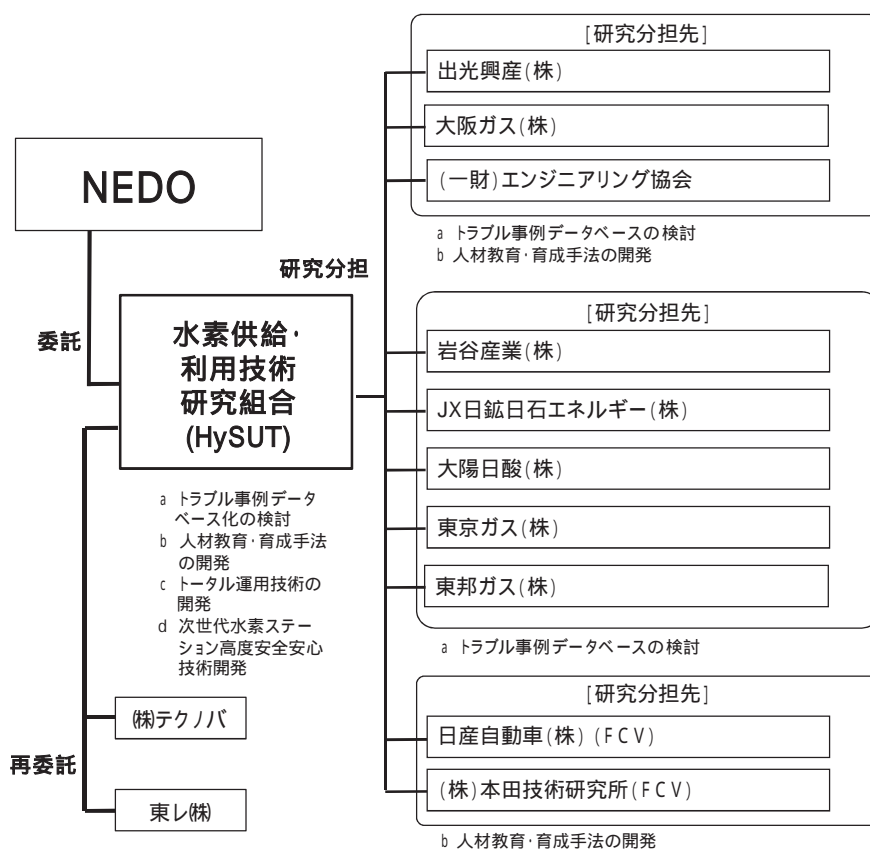 NEDO
委託
水素供給・
利用技術
研究組合
(HySUT)
a トラブル事例データ
ベース化の検討
b 人材教育・育成手法
の開発
c トータル運用技術の
開発
d 次世代水素ステー
ション高度安全安心
技術開発
再委託
㈱テクノバ
東レ㈱
研究分担
[研究分担先]
出光興産(株)
大阪ガス(株)
(一財)エンジニアリング協会
a トラブル事例データベースの検討
b 人材教育・育成手法の開発
[研究分担先]
岩谷産業(株)
JX日鉱日石エネルギー(株)
大陽日酸(株)
東京ガス(株)
東邦ガス(株)
a トラブル事例データベースの検討
[研究分担先]
日産自動車(株) (FCV)
(株)本田技術研究所(FCV)
b 人材教育・育成手法の開発